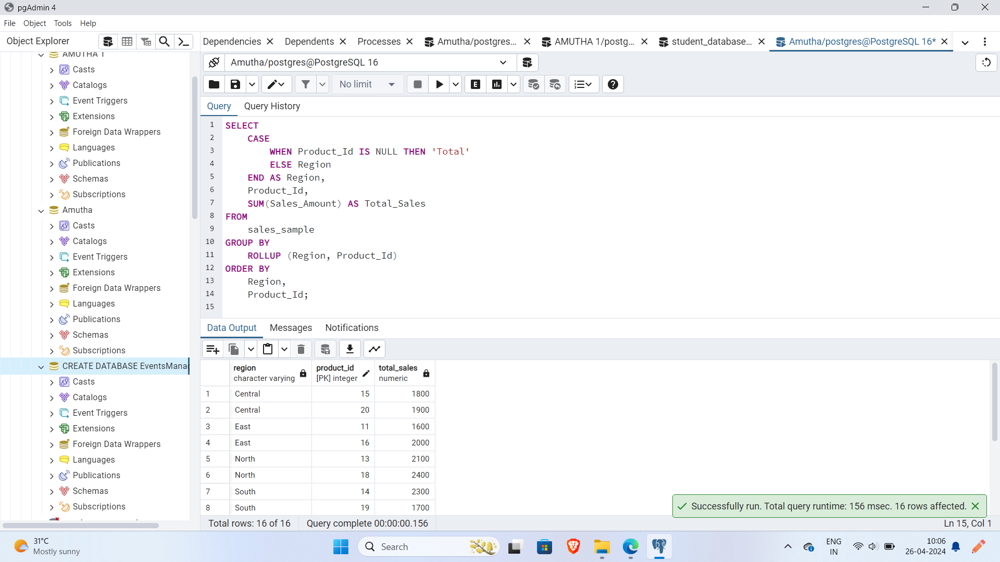 pgAdmin 4
File Object Tools Help
Object Explorer
Dependencies Dependents Processes Amutha/postgres... AMUTHA 1/postg... student_database... Amutha/postgres@PostgreSQL 16*
AMUTHA 1
Casts
Catalogs
Event Triggers
Extensions
Foreign Data Wrappers
Languages
Publications
Schemas
Subscriptions
Amutha
Casts
Catalogs
Event Triggers
Extensions
Foreign Data Wrappers
Languages
Publications
Schemas
Subscriptions
CREATE DATABASE EventsManag
Casts
Catalogs
Event Triggers
Extensions
Foreign Data Wrappers
Languages
Publications
Schemas
Subscriptions
Amutha/postgres@PostgreSQL 16
No limit
E
Query Query History
1 SELECT
2 CASE
3 WHEN Product_Id IS NULL THEN 'Total'
4 ELSE Region
5 END AS Region,
6 Product_Id,
7 SUM(Sales_Amount) AS Total_Sales
8 FROM
9 sales_sample
10 GROUP BY
11 ROLLUP (Region, Product_Id)
12 ORDER BY
13 Region,
14 Product_Id;
15
Data Output Messages Notifications
region product_id total_sales
character varying [PK] integer numeric
1 Central 15 1800
2 Central 20 1900
3 East 11 1600
4 East 16 2000
5 North 13 2100
6 North 18 2400
7 South 14 2300
8 South 19 1700
Successfully run. Total query runtime: 156 msec. 16 rows affected.
Total rows: 16 of 16 Query complete 00:00:00.156 Ln 15, Col 1
31°C
Mostly sunny
Search
ENG
IN
10:06
26-04-2024